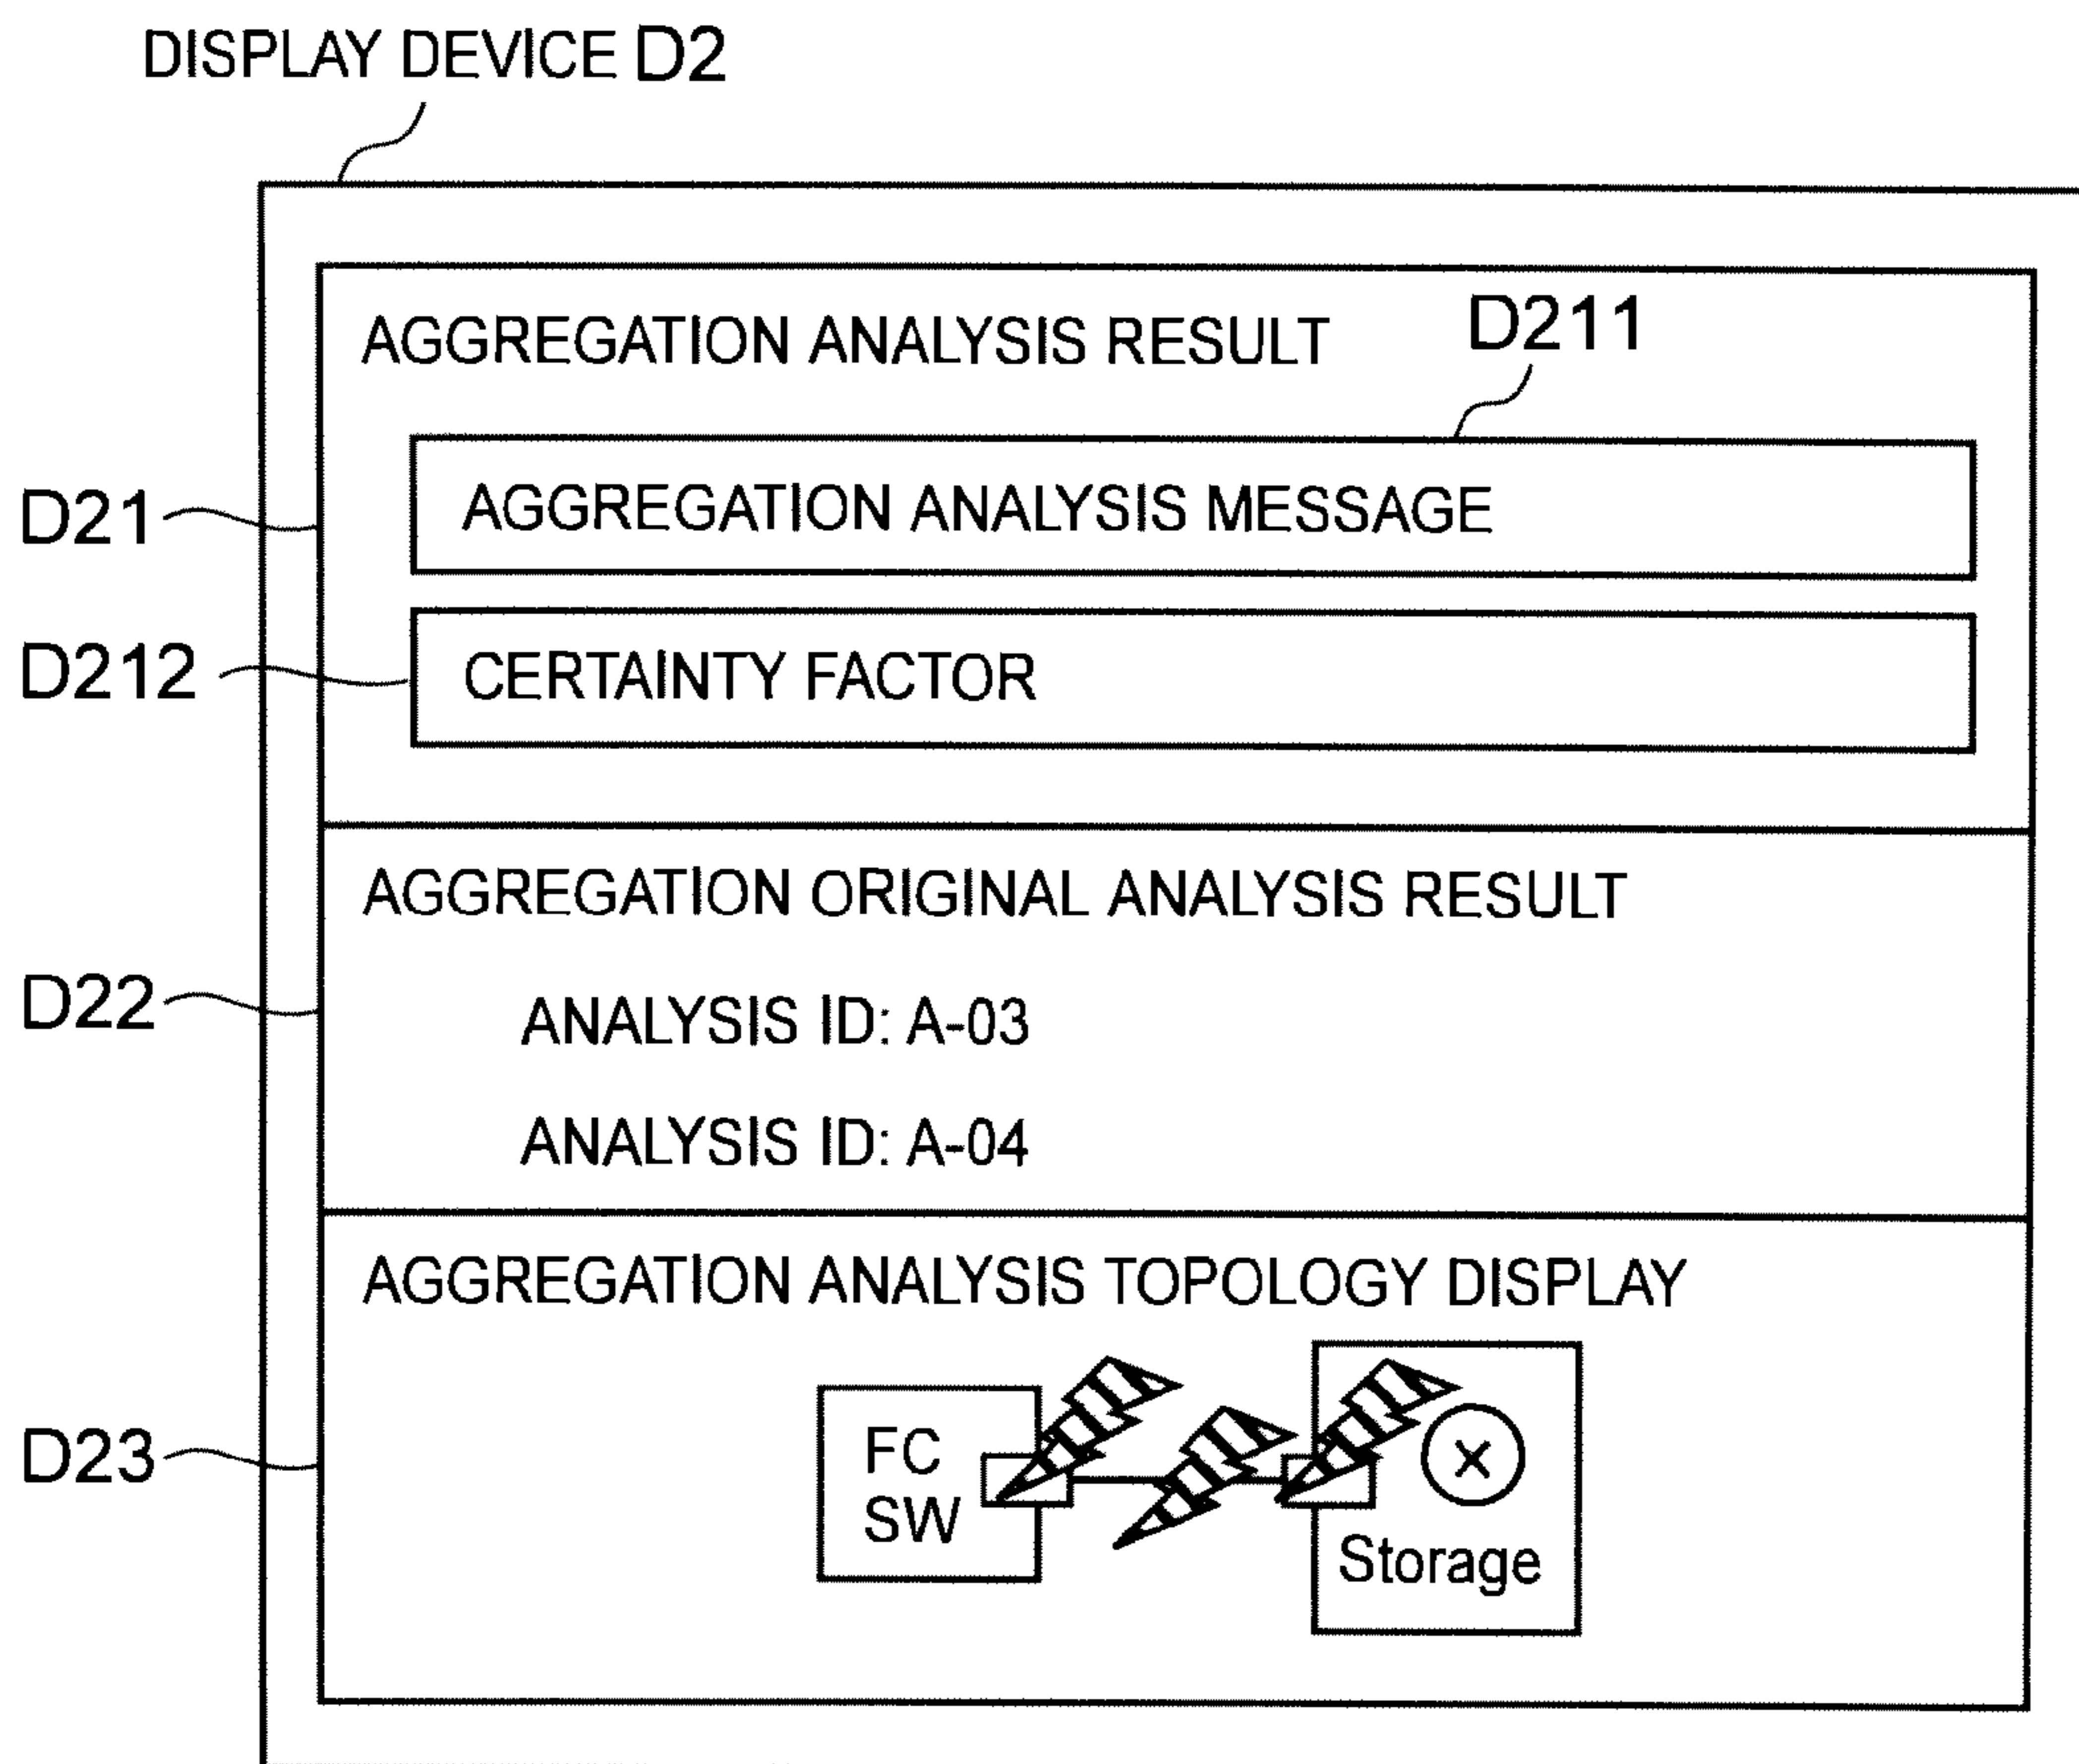 DISPLAY DEVICE D2
AGGREGATION ANALYSIS RESULT
D211
D21
AGGREGATION ANALYSIS MESSAGE
D212
CERTAINTY FACTOR
AGGREGATION ORIGINAL ANALYSIS RESULT
D22
ANALYSIS ID: A-03
ANALYSIS ID: A-04
AGGREGATION ANALYSIS TOPOLOGY DISPLAY
D23
FC
SW
Storage